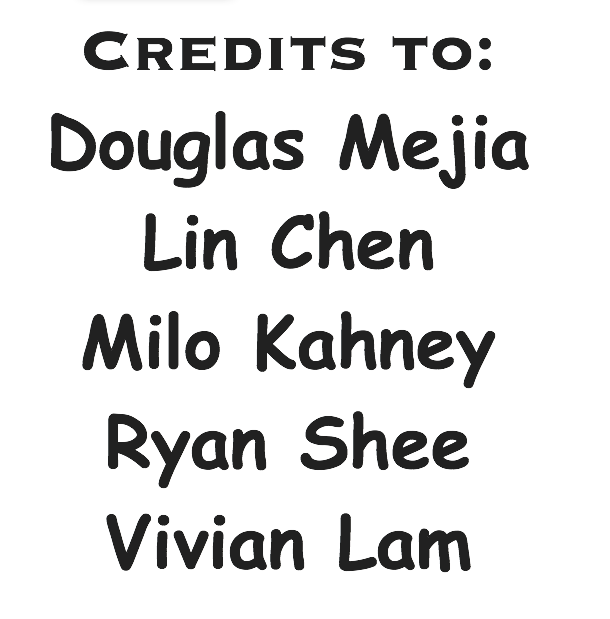 CREDITS TO:
Douglas Mejia
Lin Chen
Milo Kahney
Ryan Shee
Vivian Lam